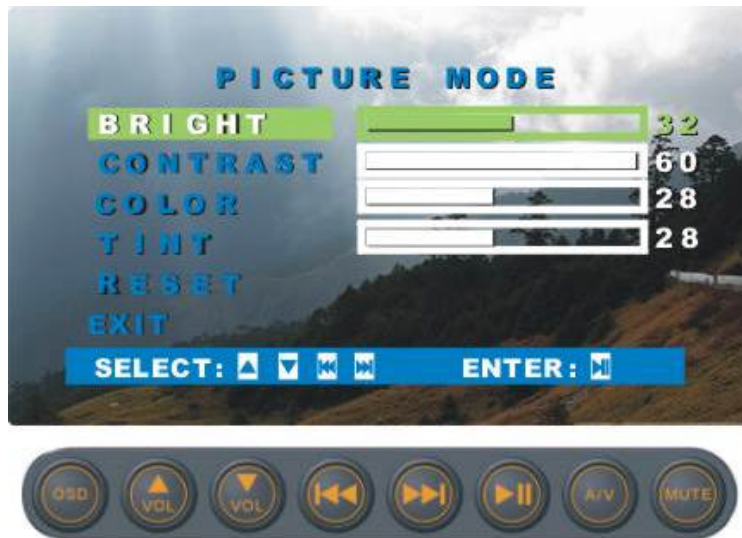 PICTURE MODE
BRIGHT 32
CONTRAST 60
COLOR 28
TINT 28
RESET
EXIT
SELECT: ENTER:
OSD VOL VOL A/V MUTE